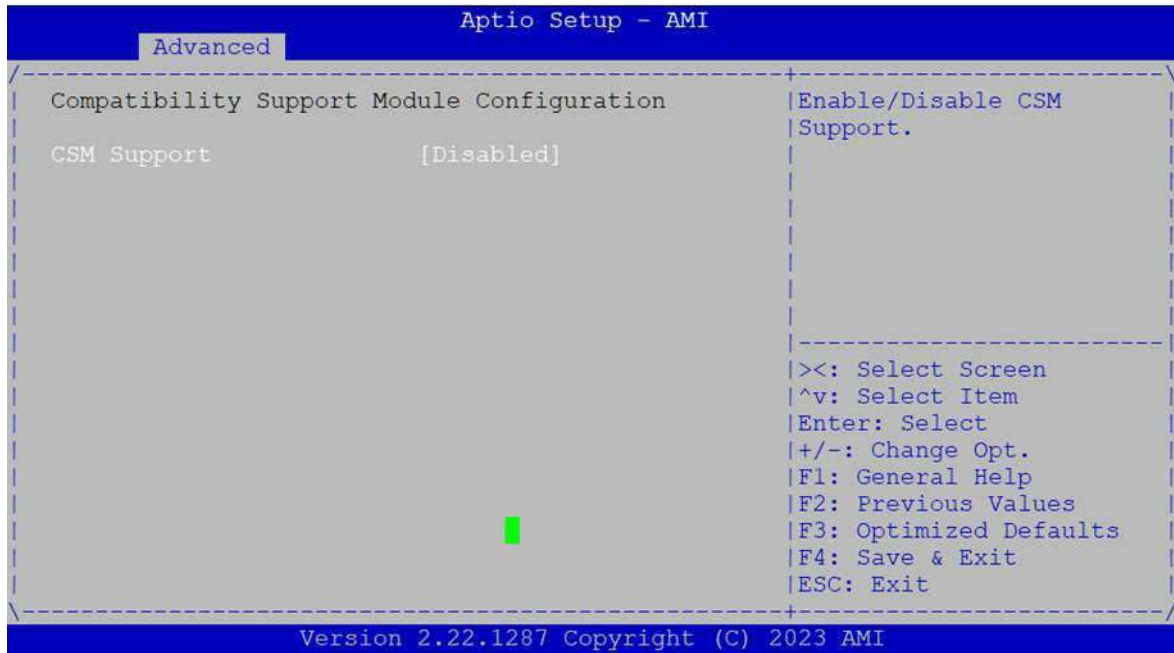 Aptio Setup - AMI
Advanced
Compatibility Support Module Configuration
CSM Support [Disabled]
Enable/Disable CSM
Support.
><: Select Screen
^v: Select Item
Enter: Select
+/-: Change Opt.
F1: General Help
F2: Previous Values
F3: Optimized Defaults
F4: Save & Exit
ESC: Exit
Version 2.22.1287 Copyright (C) 2023 AMI